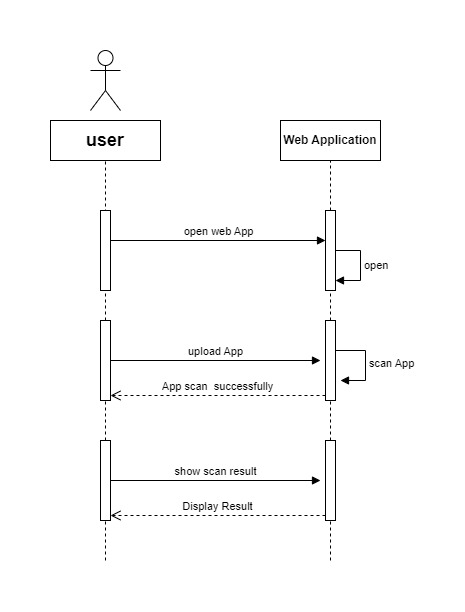 user
Web Application
open web App
open
upload App
scan App
App scan  successfully
show scan result
Display Result